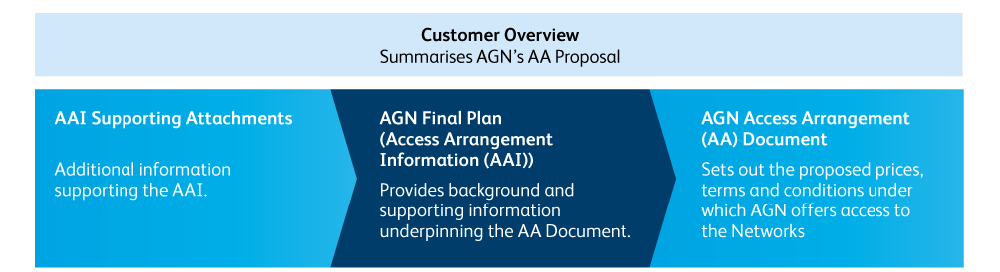 Customer Overview
Summarises AGN’s AA Proposal
AAI Supporting Attachments
Additional information
supporting the AAI.
AGN Final Plan
(Access Arrangement
Information (AAI))
Provides background and
supporting information
underpinning the AA Document.
AGN Access Arrangement
(AA) Document
Sets out the proposed prices,
terms and conditions under
which AGN offers access to
the Networks